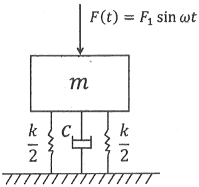 F(t) = F₁ sin ωt
m
k/2 C k/2